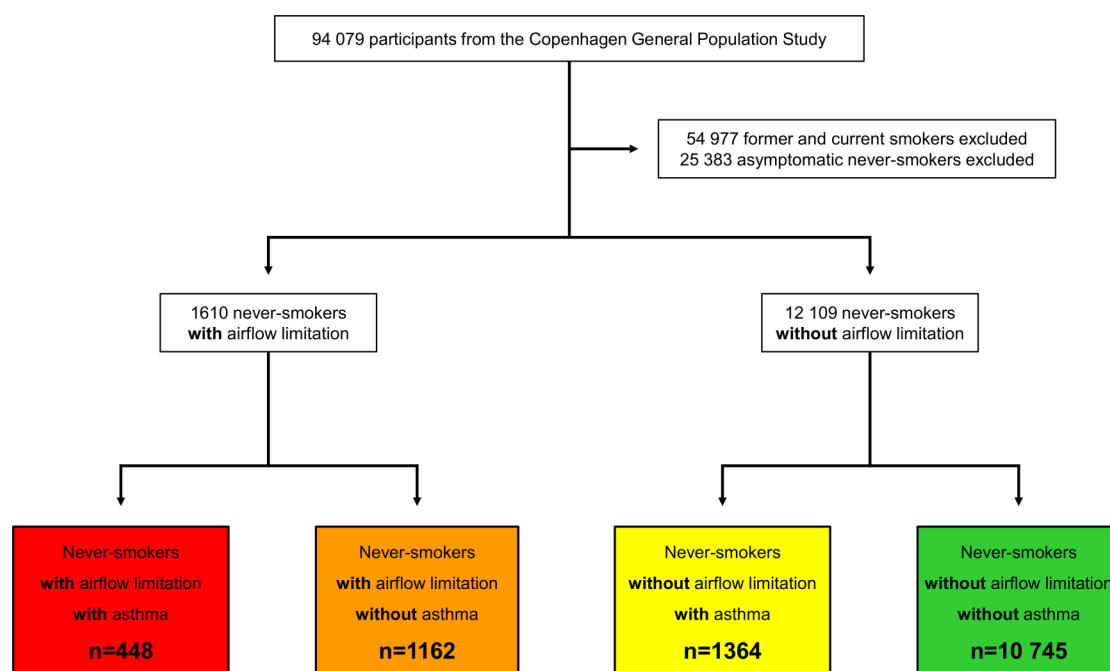 94 079 participants from the Copenhagen General Population Study
54 977 former and current smokers excluded
25 383 asymptomatic never-smokers excluded
1610 never-smokers
with airflow limitation
12 109 never-smokers
without airflow limitation
Never-smokers
with airflow limitation
with asthma
n=448
Never-smokers
with airflow limitation
without asthma
n=1162
Never-smokers
without airflow limitation
with asthma
n=1364
Never-smokers
without airflow limitation
without asthma
n=10 745